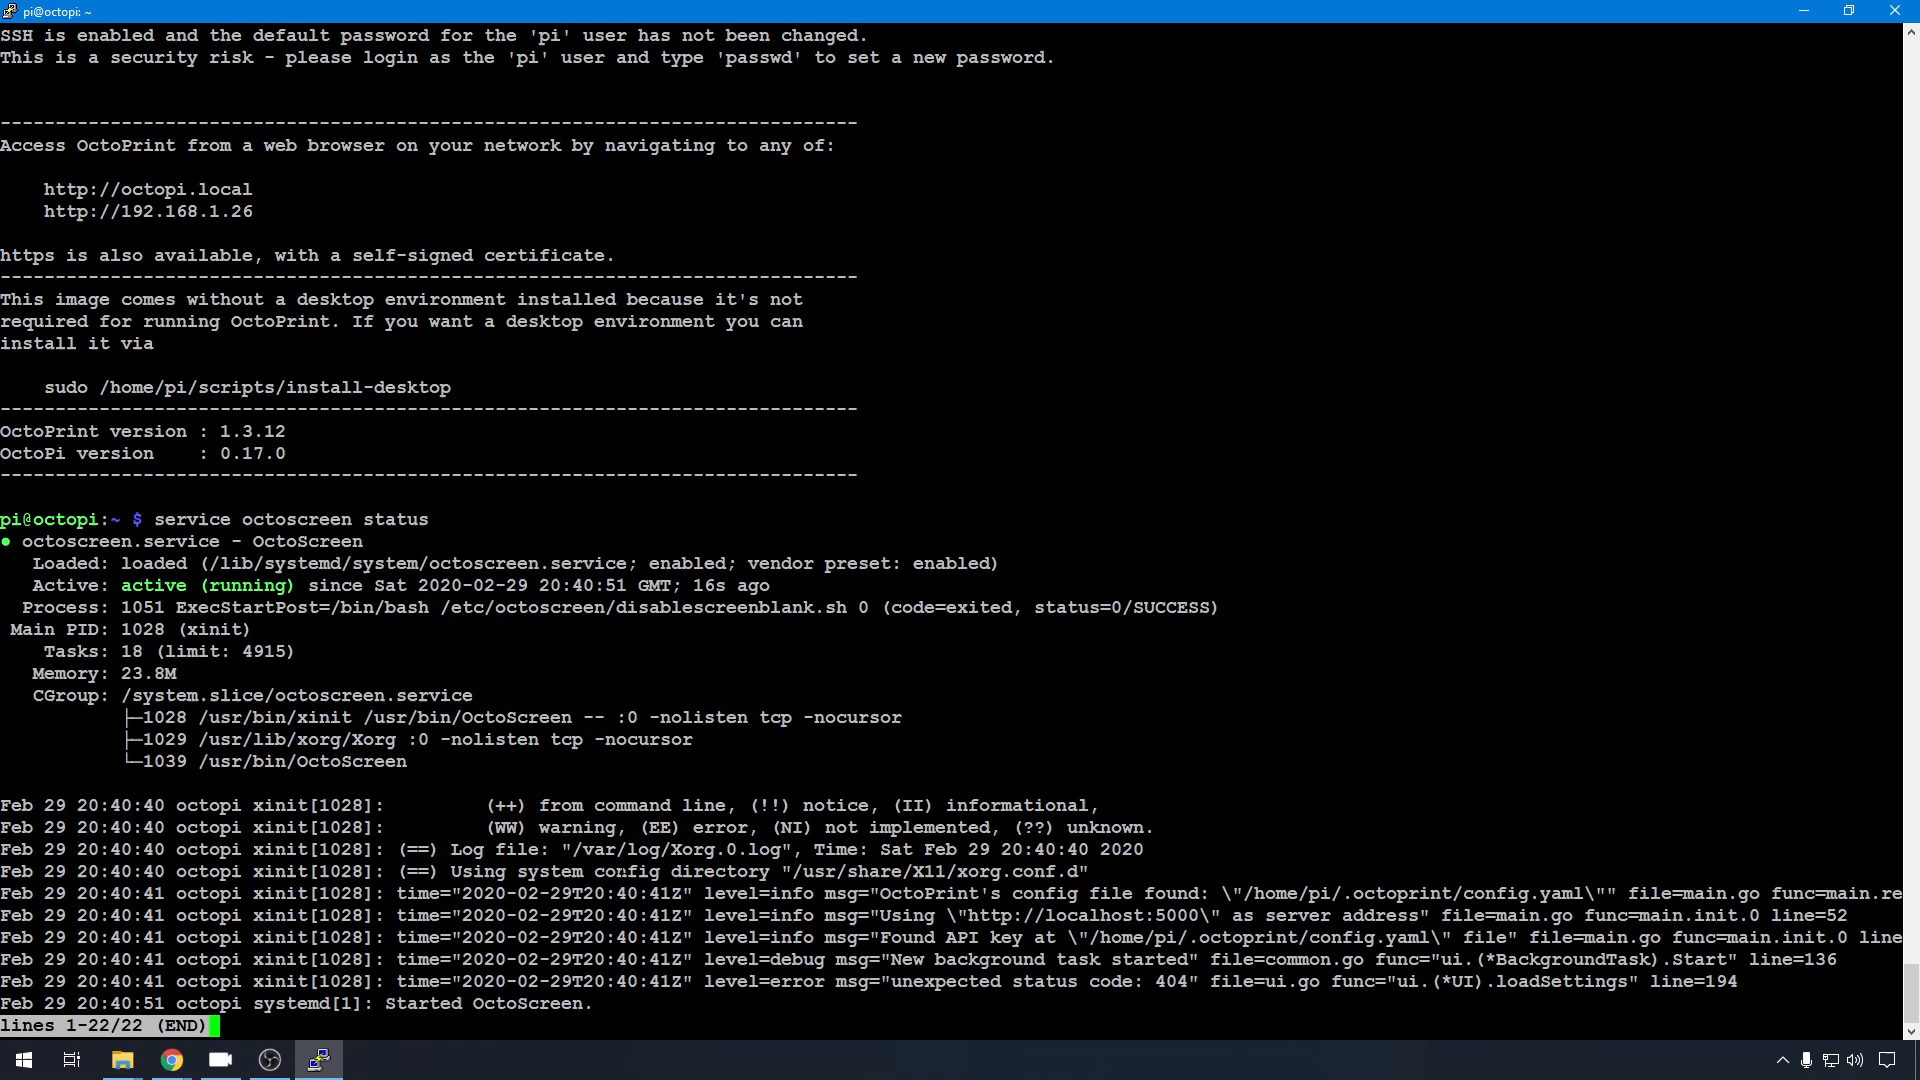 pi@octopi: ~
SSH is enabled and the default password for the 'pi' user has not been changed.
This is a security risk - please login as the 'pi' user and type 'passwd' to set a new password.
------------------------------------------------------------------------------
Access OctoPrint from a web browser on your network by navigating to any of:
http://octopi.local
http://192.168.1.26
https is also available, with a self-signed certificate.
------------------------------------------------------------------------------
This image comes without a desktop environment installed because it's not
required for running OctoPrint. If you want a desktop environment you can
install it via
sudo /home/pi/scripts/install-desktop
------------------------------------------------------------------------------
OctoPrint version : 1.3.12
OctoPi version    : 0.17.0
------------------------------------------------------------------------------
pi@octopi:~ $ service octoscreen status
● octoscreen.service - OctoScreen
Loaded: loaded (/lib/systemd/system/octoscreen.service; enabled; vendor preset: enabled)
Active: active (running) since Sat 2020-02-29 20:40:51 GMT; 16s ago
Process: 1051 ExecStartPost=/bin/bash /etc/octoscreen/disablescreenblank.sh 0 (code=exited, status=0/SUCCESS)
Main PID: 1028 (xinit)
Tasks: 18 (limit: 4915)
Memory: 23.8M
CGroup: /system.slice/octoscreen.service
├─1028 /usr/bin/xinit /usr/bin/OctoScreen -- :0 -nolisten tcp -nocursor
├─1029 /usr/lib/xorg/Xorg :0 -nolisten tcp -nocursor
└─1039 /usr/bin/OctoScreen
Feb 29 20:40:40 octopi xinit[1028]:         (++) from command line, (!!) notice, (II) informational,
Feb 29 20:40:40 octopi xinit[1028]:         (WW) warning, (EE) error, (NI) not implemented, (??) unknown.
Feb 29 20:40:40 octopi xinit[1028]: (==) Log file: "/var/log/Xorg.0.log", Time: Sat Feb 29 20:40:40 2020
Feb 29 20:40:40 octopi xinit[1028]: (==) Using system config directory "/usr/share/X11/xorg.conf.d"
Feb 29 20:40:41 octopi xinit[1028]: time="2020-02-29T20:40:41Z" level=info msg="OctoPrint's config file found: \"/home/pi/.octoprint/config.yaml\"" file=main.go func=main.re
Feb 29 20:40:41 octopi xinit[1028]: time="2020-02-29T20:40:41Z" level=info msg="Using \"http://localhost:5000\" as server address" file=main.go func=main.init.0 line=52
Feb 29 20:40:41 octopi xinit[1028]: time="2020-02-29T20:40:41Z" level=info msg="Found API key at \"/home/pi/.octoprint/config.yaml\" file" file=main.go func=main.init.0 line
Feb 29 20:40:41 octopi xinit[1028]: time="2020-02-29T20:40:41Z" level=debug msg="New background task started" file=common.go func="ui.(*BackgroundTask).Start" line=136
Feb 29 20:40:41 octopi xinit[1028]: time="2020-02-29T20:40:41Z" level=error msg="unexpected status code: 404" file=ui.go func="ui.(*UI).loadSettings" line=194
Feb 29 20:40:51 octopi systemd[1]: Started OctoScreen.
lines 1-22/22 (END)